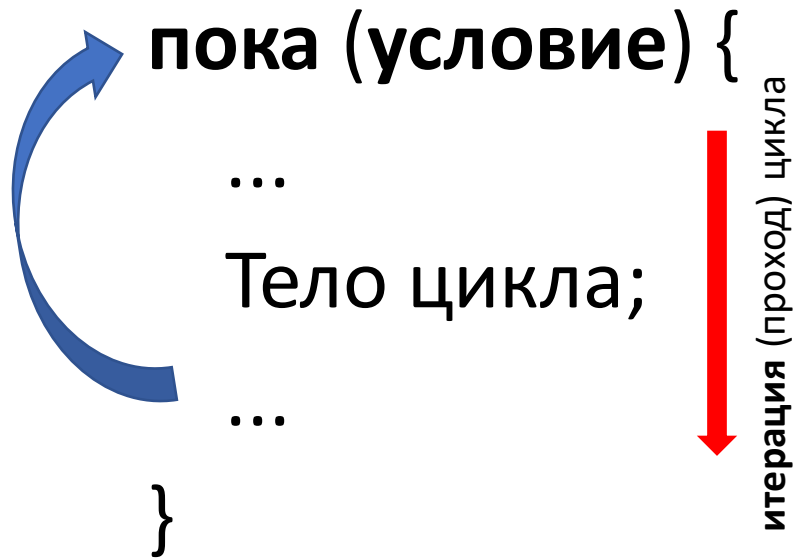 пока (условие) {
...
Тело цикла;
...
}
итерация (проход) цикла